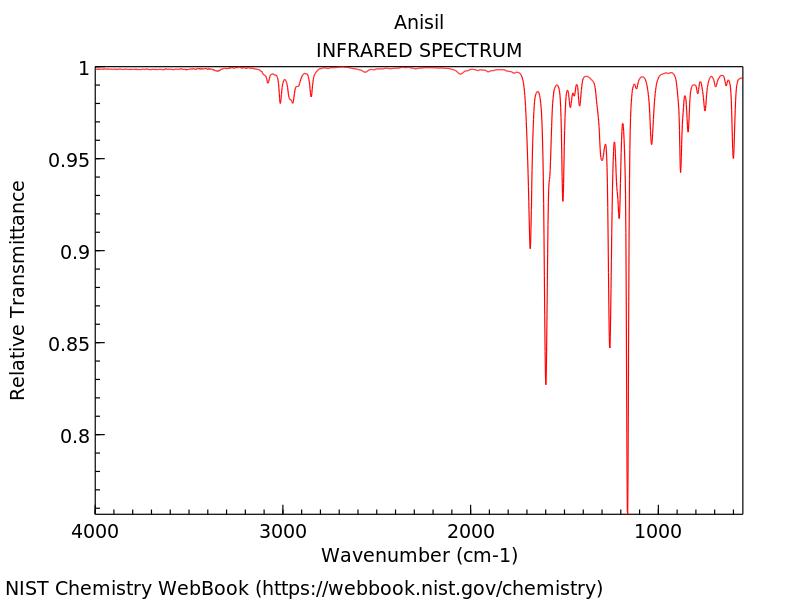 Anisil
INFRARED SPECTRUM
1
0.95
0.9
0.85
0.8
Relative Transmittance
4000 3000 2000 1000
Wavenumber (cm-1)
NIST Chemistry WebBook (https://webbook.nist.gov/chemistry)